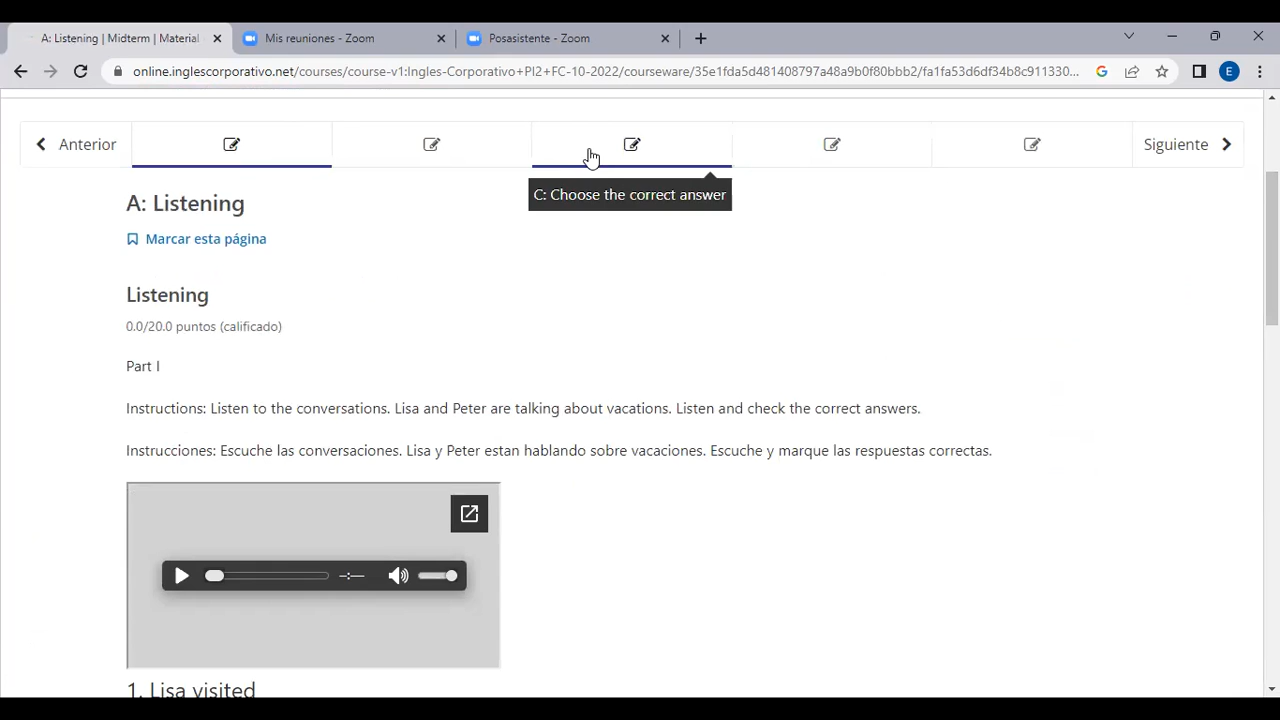 A: Listening | Midterm | Material
Mis reuniones - Zoom
Posasistente - Zoom
online.inglescorporativo.net/courses/course-v1:Ingles-Corporativo+PI2+FC-10-2022/courseware/35e1fda5d481408797a48a9b0f80bbb2/fa1fa53d6df34b8c911330...
G
E
Anterior
Siguiente
C: Choose the correct answer
A: Listening
Marcar esta página
Listening
0.0/20.0 puntos (calificado)
Part I
Instructions: Listen to the conversations. Lisa and Peter are talking about vacations. Listen and check the correct answers.
Instrucciones: Escuche las conversaciones. Lisa y Peter estan hablando sobre vacaciones. Escuche y marque las respuestas correctas.
-:--
1. Lisa visited